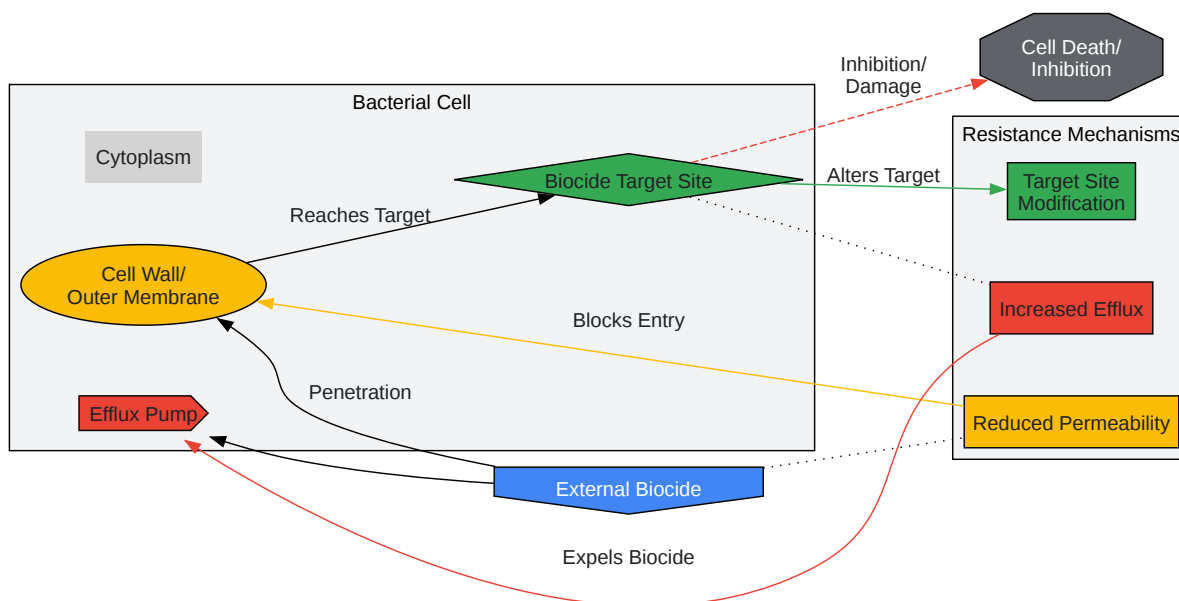 Cell Death/
Inhibition
Inhibition/
Damage
Bacterial Cell
Resistance Mechanisms
Cytoplasm
Biocide Target Site
Alters Target
Target Site
Modification
Reaches Target
Cell Wall/
Outer Membrane
Blocks Entry
Increased Efflux
Penetration
Efflux Pump
Reduced Permeability
External Biocide
Expels Biocide